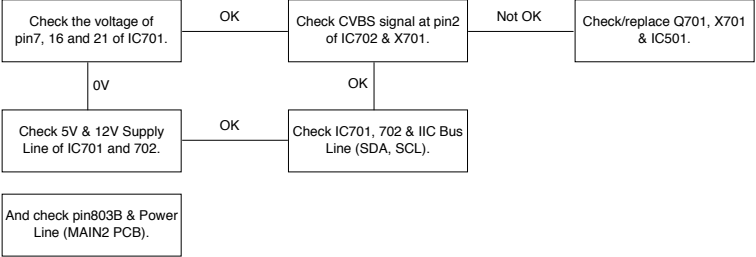 Check the voltage of
pin7, 16 and 21 of IC701.
OK
Check CVBS signal at pin2
of IC702 & X701.
Not OK
Check/replace Q701, X701
& IC501.
0V
OK
Check 5V & 12V Supply
Line of IC701 and 702.
OK
Check IC701, 702 & IIC Bus
Line (SDA, SCL).
And check pin803B & Power
Line (MAIN2 PCB).